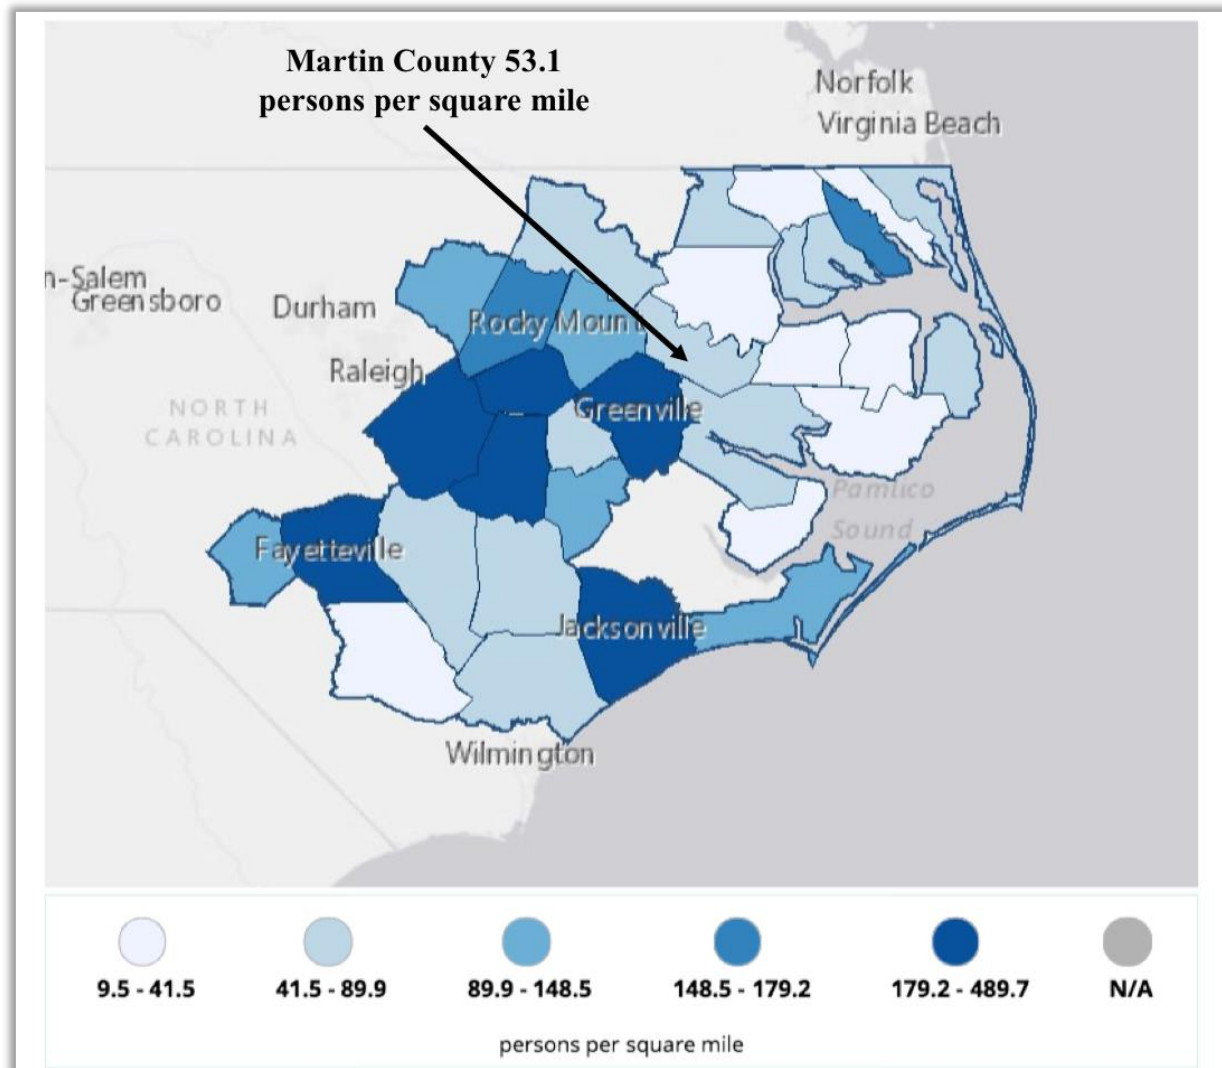 Martin County 53.1
persons per square mile
Norfolk
Virginia Beach
n-Salem
Greensboro
Durham
Rocky Mount
Raleigh
NORTH
CAROLINA
Greenville
Pamlico
Sound
Fayetteville
Jacksonville
Wilmington
9.5 - 41.5
41.5 - 89.9
89.9 - 148.5
148.5 - 179.2
179.2 - 489.7
N/A
persons per square mile